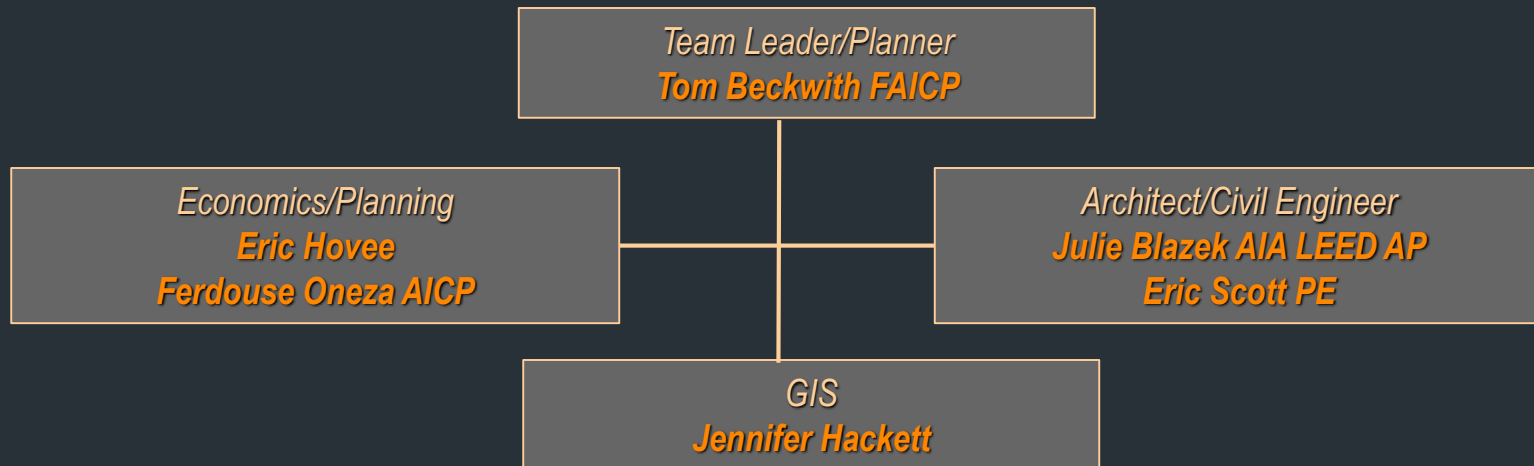 Team Leader/Planner
Tom Beckwith FAICP
Economics/Planning
Eric Hovee
Ferdouse Oneza AICP
Architect/Civil Engineer
Julie Blazek AIA LEED AP
Eric Scott PE
GIS
Jennifer Hackett